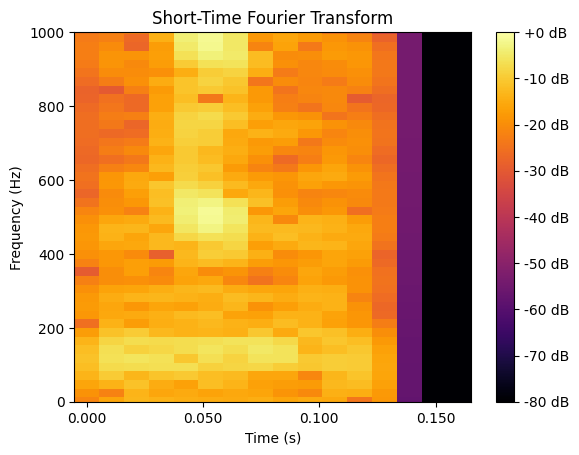 Short-Time Fourier Transform
1000
800
600
400
200
0
Frequency (Hz)
0.000
0.050
0.100
0.150
Time (s)
+0 dB
-10 dB
-20 dB
-30 dB
-40 dB
-50 dB
-60 dB
-70 dB
-80 dB